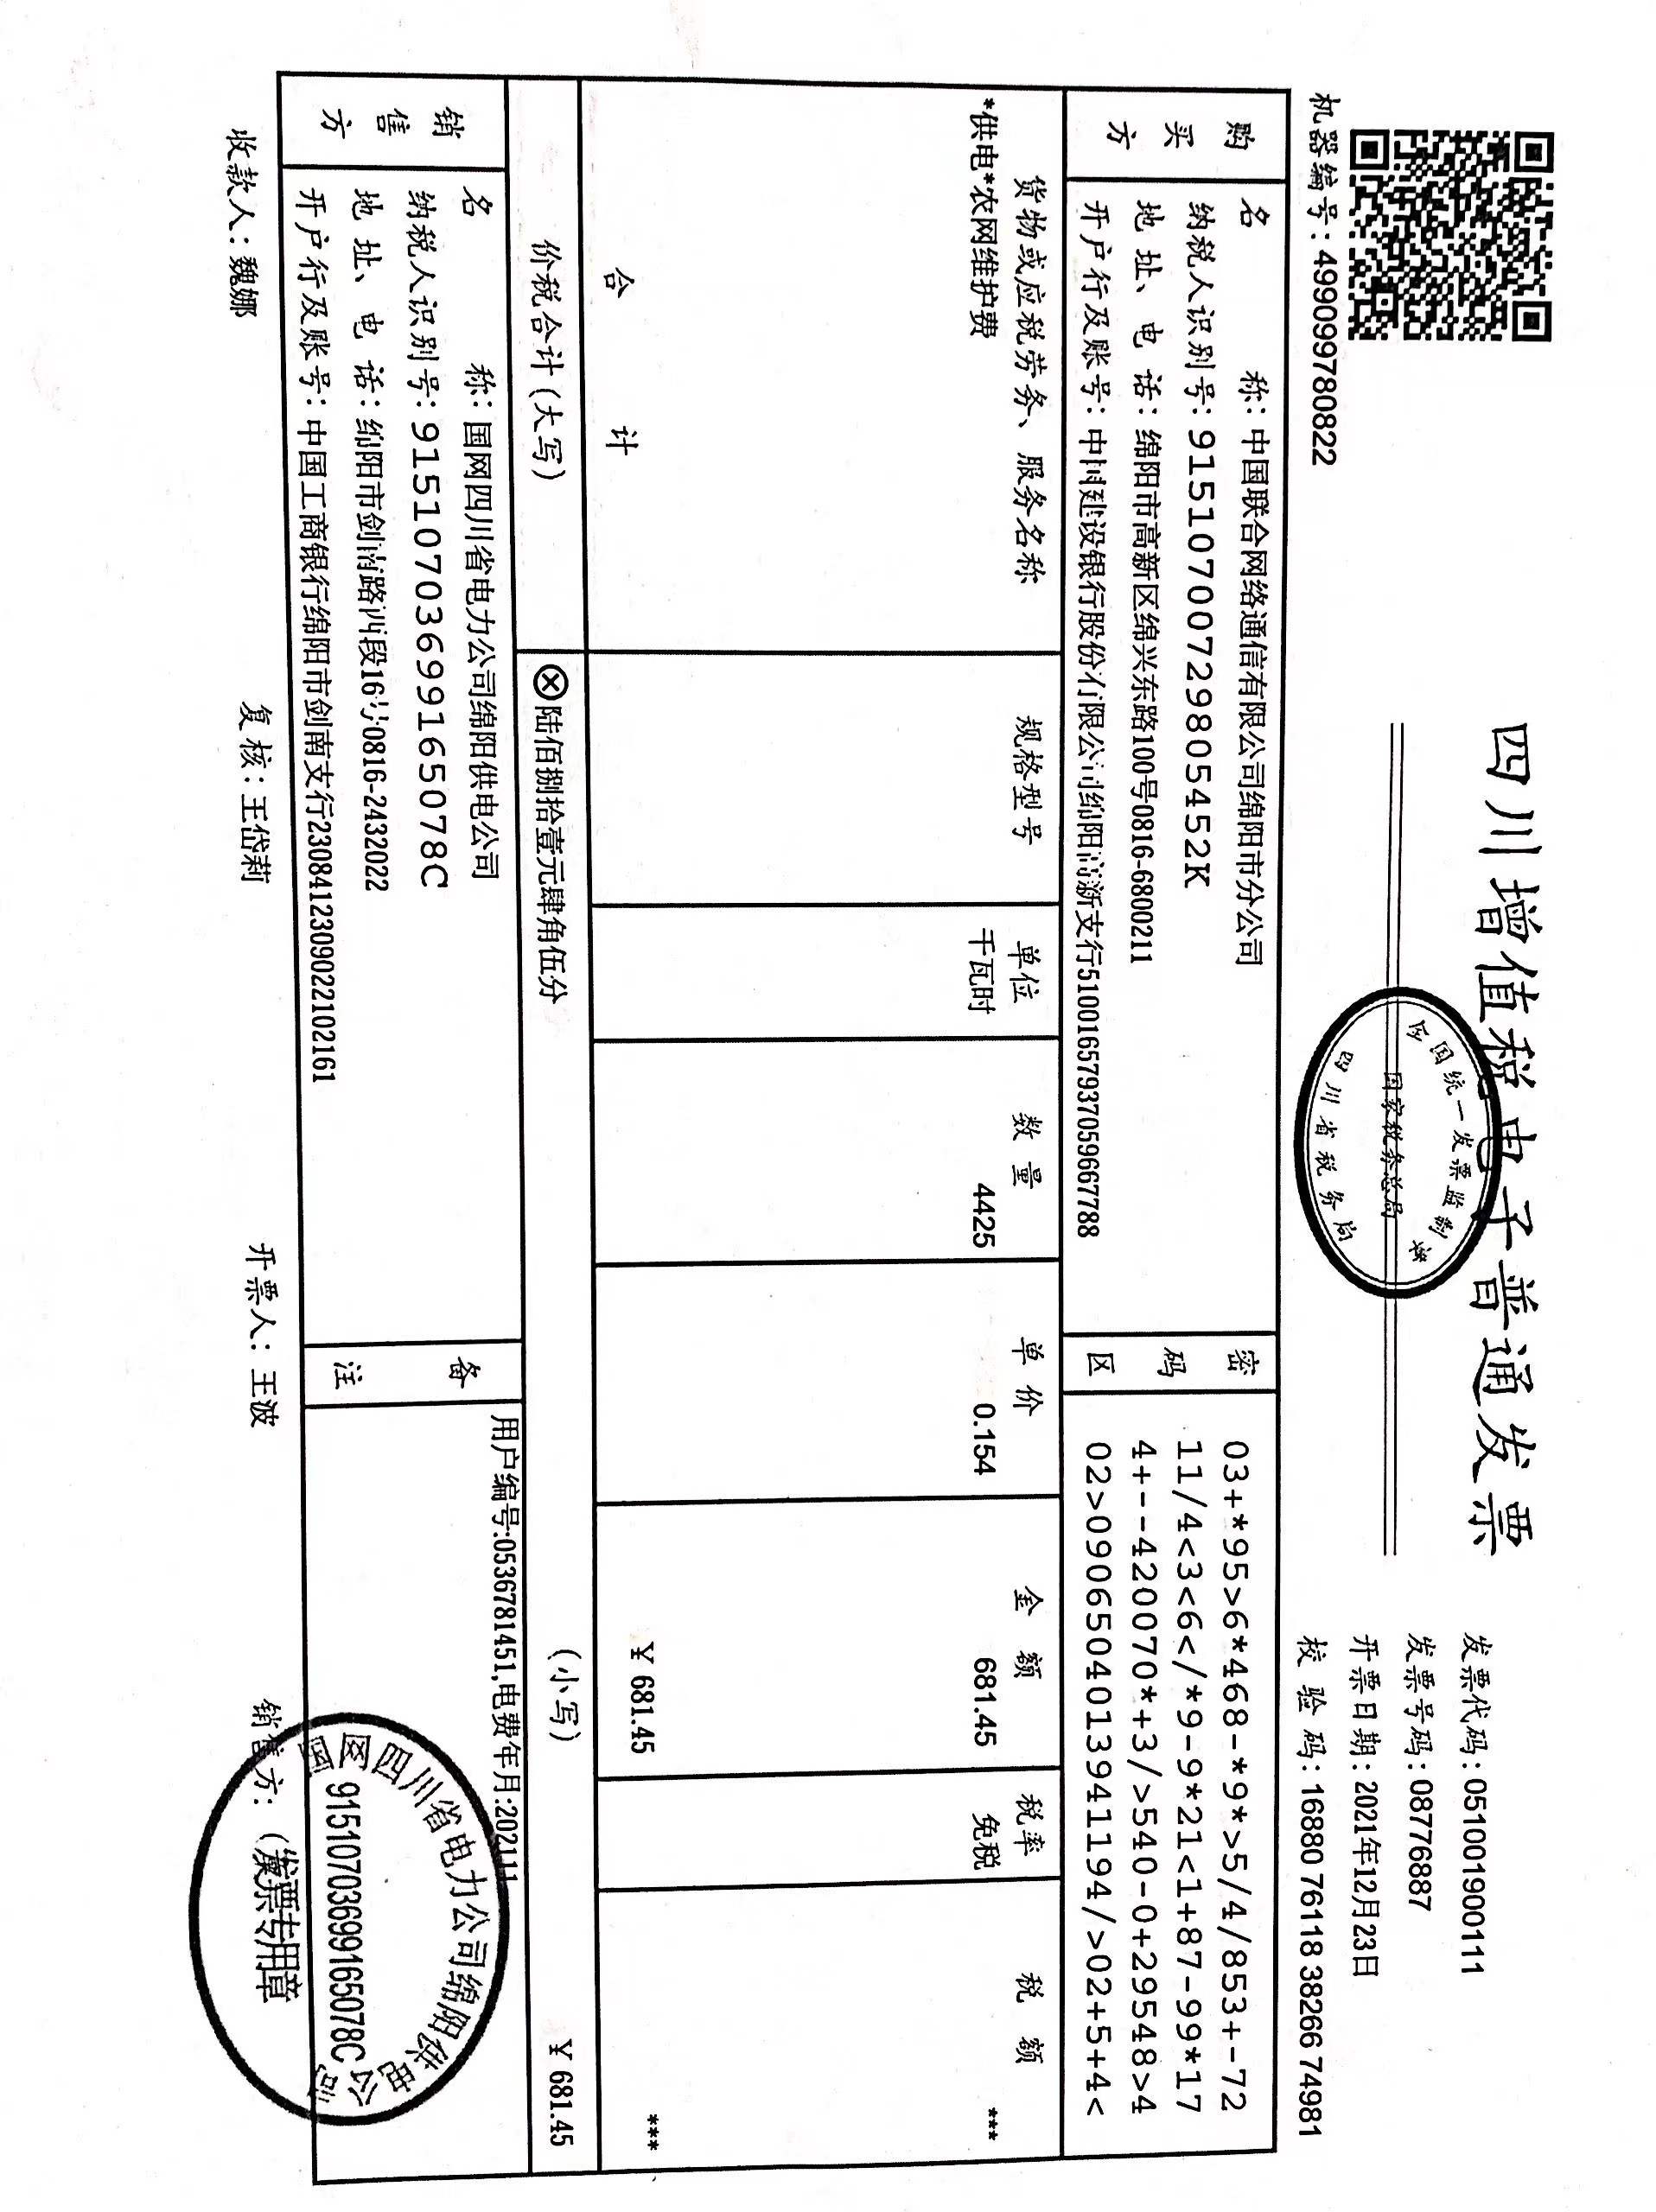 四川增值税电子普通发票
全国统一发票监制章
国家税务总局
四川省税务局
发票代码: 051001900111
发票号码: 08776887
开票日期: 2021年12月23日
校 验 码: 16880 76118 38266 74981
机器编号: 499099780822
购买方
名 称: 中国联合网络通信有限公司绵阳市分公司
纳税人识别号: 91510700729805452K
地 址、电 话: 绵阳市高新区绵兴东路100号0816-6800211
开户行及账号: 中国建设银行股份有限公司绵阳高新支行51001657937059667788
密码区
03+*95>6*468-*9*>5/4/853+-72
11/4<3<6</*9-9*21<1+87-99*17
4+--420070*+3/>540-0+29548>4
02>0906504013941194/>02+5+4<
货物或应税劳务、服务名称 规格型号 单位 数 量 单 价 金 额 税率 税 额
*供电*农网维护费 千瓦时 4425 0.154 681.45 免税 ***
合 计 ¥ 681.45 ***
价税合计(大写) ⊗陆佰捌拾壹元肆角伍分 (小写) ¥ 681.45
销售方
名 称: 国网四川省电力公司绵阳供电公司
纳税人识别号: 91510703699165078C
地 址、电 话: 绵阳市剑南路西段16号0816-2432022
开户行及账号: 中国工商银行绵阳市剑南支行2308412309022102161
备注
用户编号:0536781451,电费年月:202111
国网四川省电力公司绵阳供电公司
91510703699165078C
发票专用章
收款人: 魏娜 复核: 王岱莉 开票人: 王波 销售方: